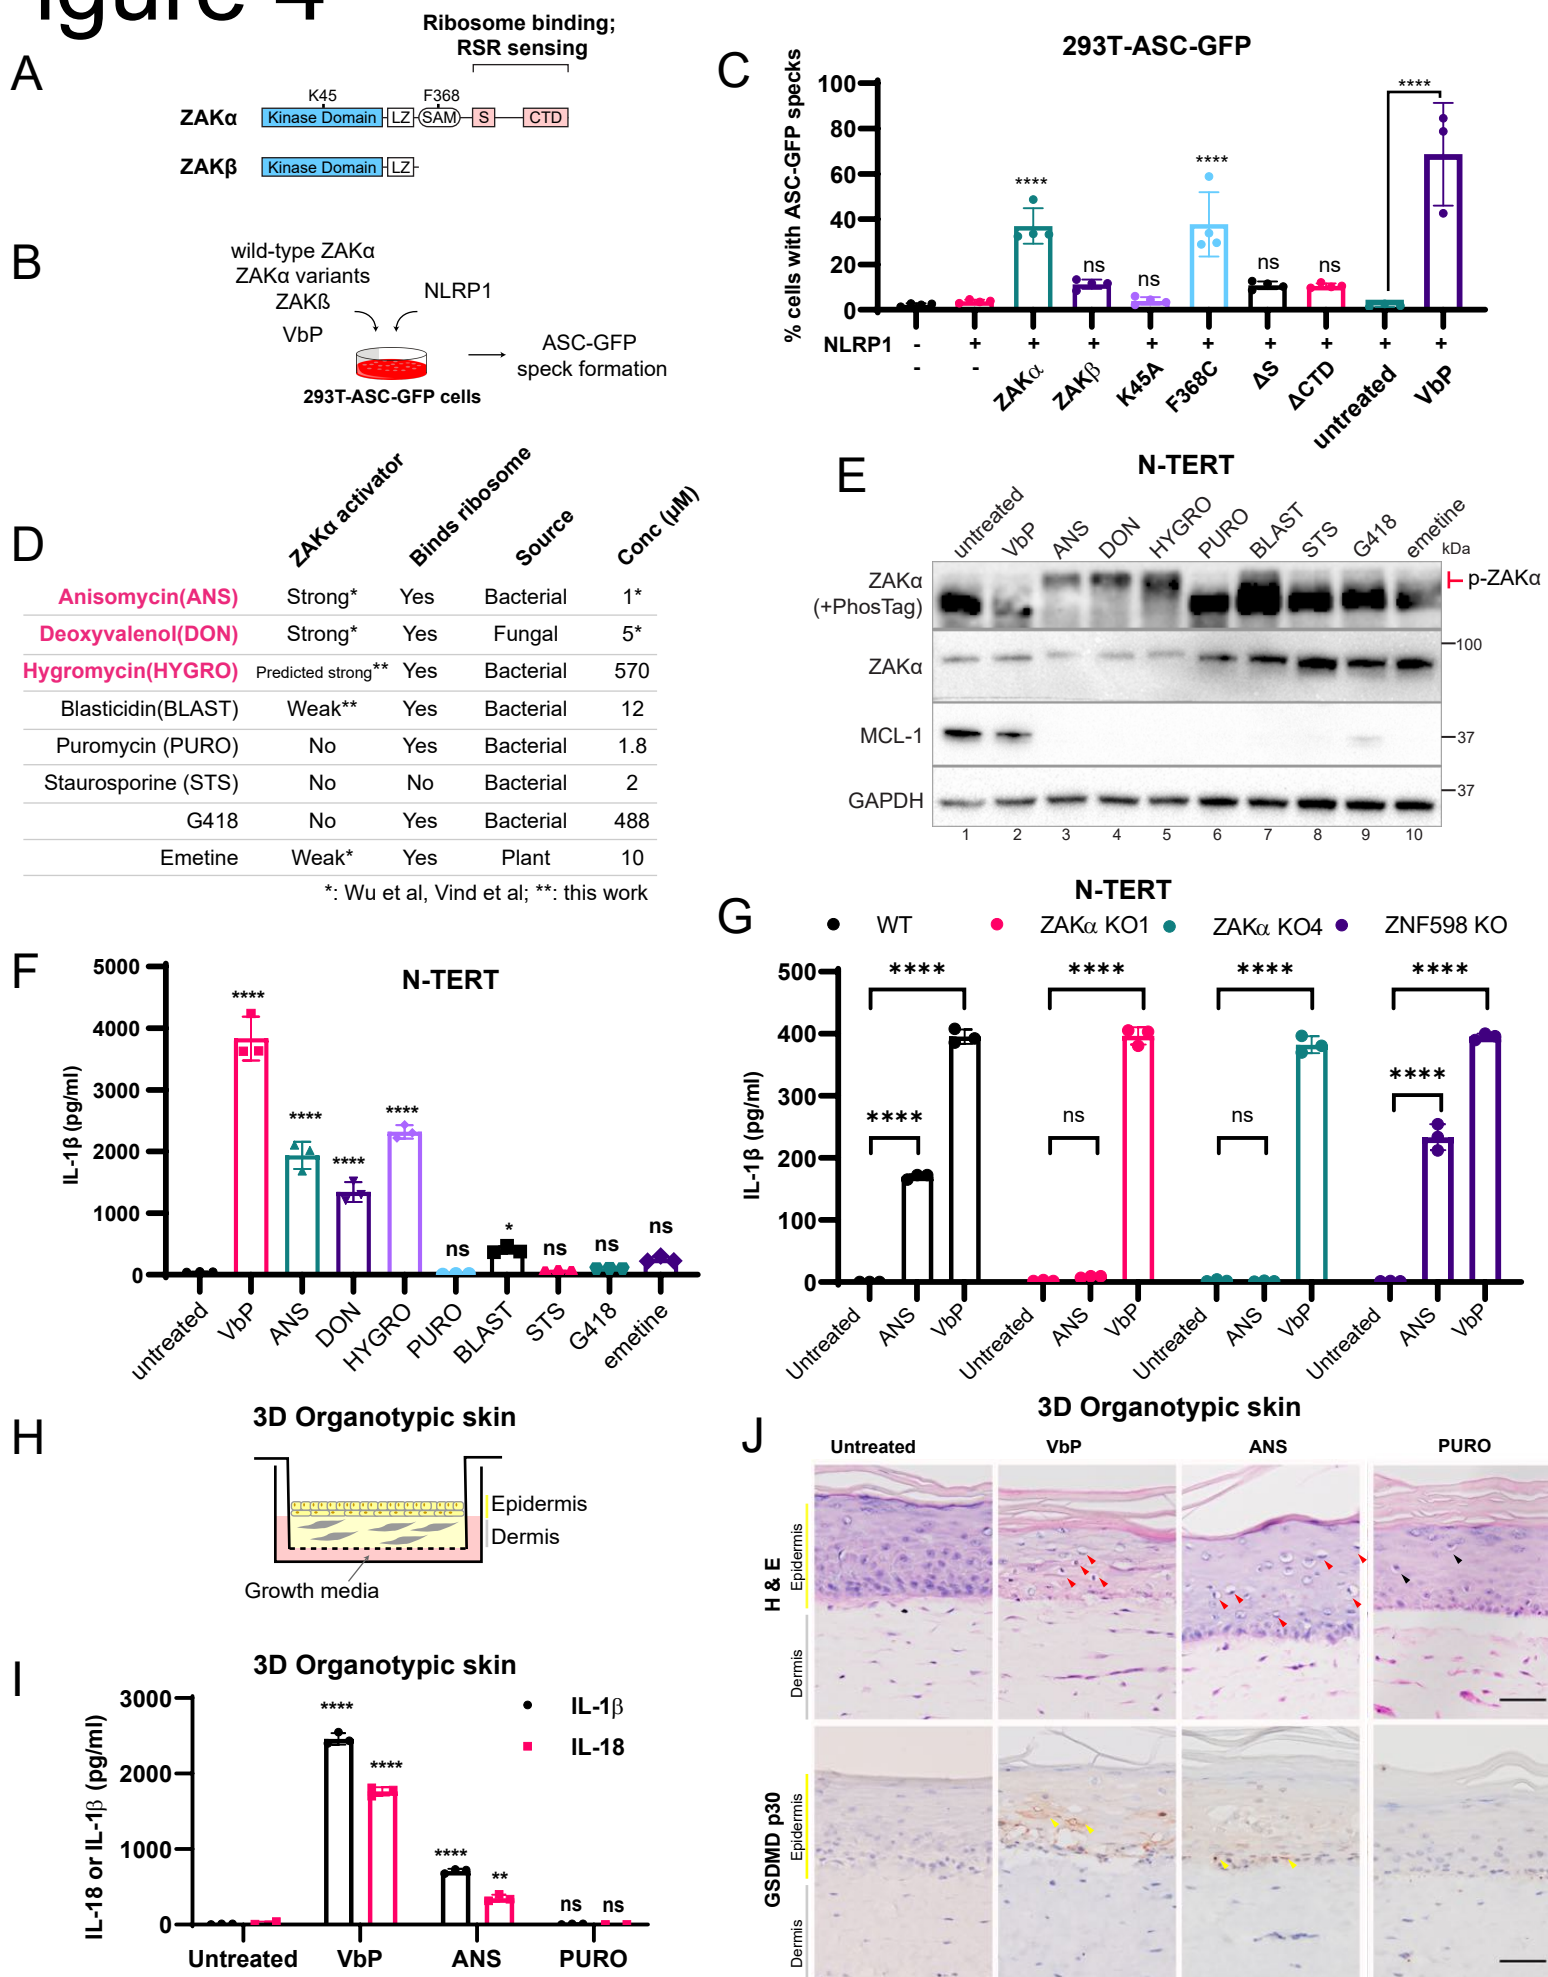 Figure 4
A
Ribosome binding;
RSR sensing
K45
F368
ZAKα
Kinase Domain
LZ
SAM
S
CTD
ZAKβ
Kinase Domain
LZ
B
wild-type ZAKα
ZAKα variants
ZAKß
VbP
NLRP1
ASC-GFP
speck formation
293T-ASC-GFP cells
C
293T-ASC-GFP
% cells with ASC-GFP specks
100
80
60
40
20
0
****
ns
ns
****
ns
ns
****
NLRP1
- + + + + + + + + +
- - ZAKα ZAKβ K45A F368C ΔS ΔCTD untreated VbP
D
ZAKα activator
Binds ribosome
Source
Conc (µM)
Anisomycin(ANS) Strong* Yes Bacterial 1*
Deoxyvalenol(DON) Strong* Yes Fungal 5*
Hygromycin(HYGRO) Predicted strong** Yes Bacterial 570
Blasticidin(BLAST) Weak** Yes Bacterial 12
Puromycin (PURO) No Yes Bacterial 1.8
Staurosporine (STS) No No Bacterial 2
G418 No Yes Bacterial 488
Emetine Weak* Yes Plant 10
*: Wu et al, Vind et al; **: this work
E
N-TERT
untreated VbP ANS DON HYGRO PURO BLAST STS G418 emetine
kDa
ZAKα
(+PhosTag)
p-ZAKα
100
ZAKα
MCL-1
37
GAPDH
37
1 2 3 4 5 6 7 8 9 10
F
N-TERT
IL-1β (pg/ml)
5000
4000
3000
2000
1000
0
****
****
****
****
ns
*
ns
ns
ns
untreated VbP ANS DON HYGRO PURO BLAST STS G418 emetine
G
N-TERT
WT ZAKα KO1 ZAKα KO4 ZNF598 KO
IL-1β (pg/ml)
500
400
300
200
100
0
**** **** **** ****
**** ns ns ****
Untreated ANS VbP Untreated ANS VbP Untreated ANS VbP Untreated ANS VbP
H
3D Organotypic skin
Epidermis
Dermis
Growth media
I
3D Organotypic skin
IL-18 or IL-1β (pg/ml)
3000
2000
1000
0
IL-1β
IL-18
****
****
****
**
ns ns
Untreated VbP ANS PURO
J
3D Organotypic skin
Untreated VbP ANS PURO
H & E
Epidermis
Dermis
GSDMD p30
Epidermis
Dermis